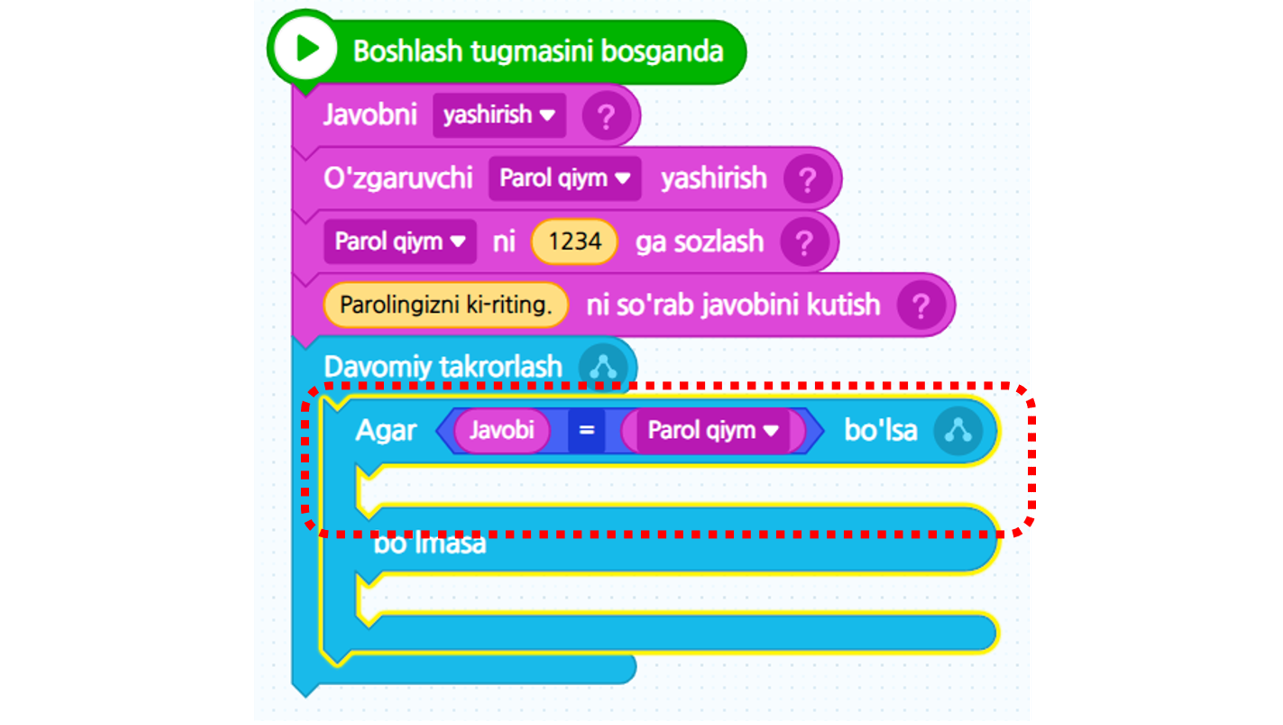 Boshlash tugmasini bosganda
Javobni yashirish ?
O'zgaruvchi Parol qiym yashirish ?
Parol qiym ni 1234 ga sozlash ?
Parolingizni ki-riting. ni so'rab javobini kutish ?
Davomiy takrorlash
Agar Javobi = Parol qiym bo'lsa
bo'lmasa